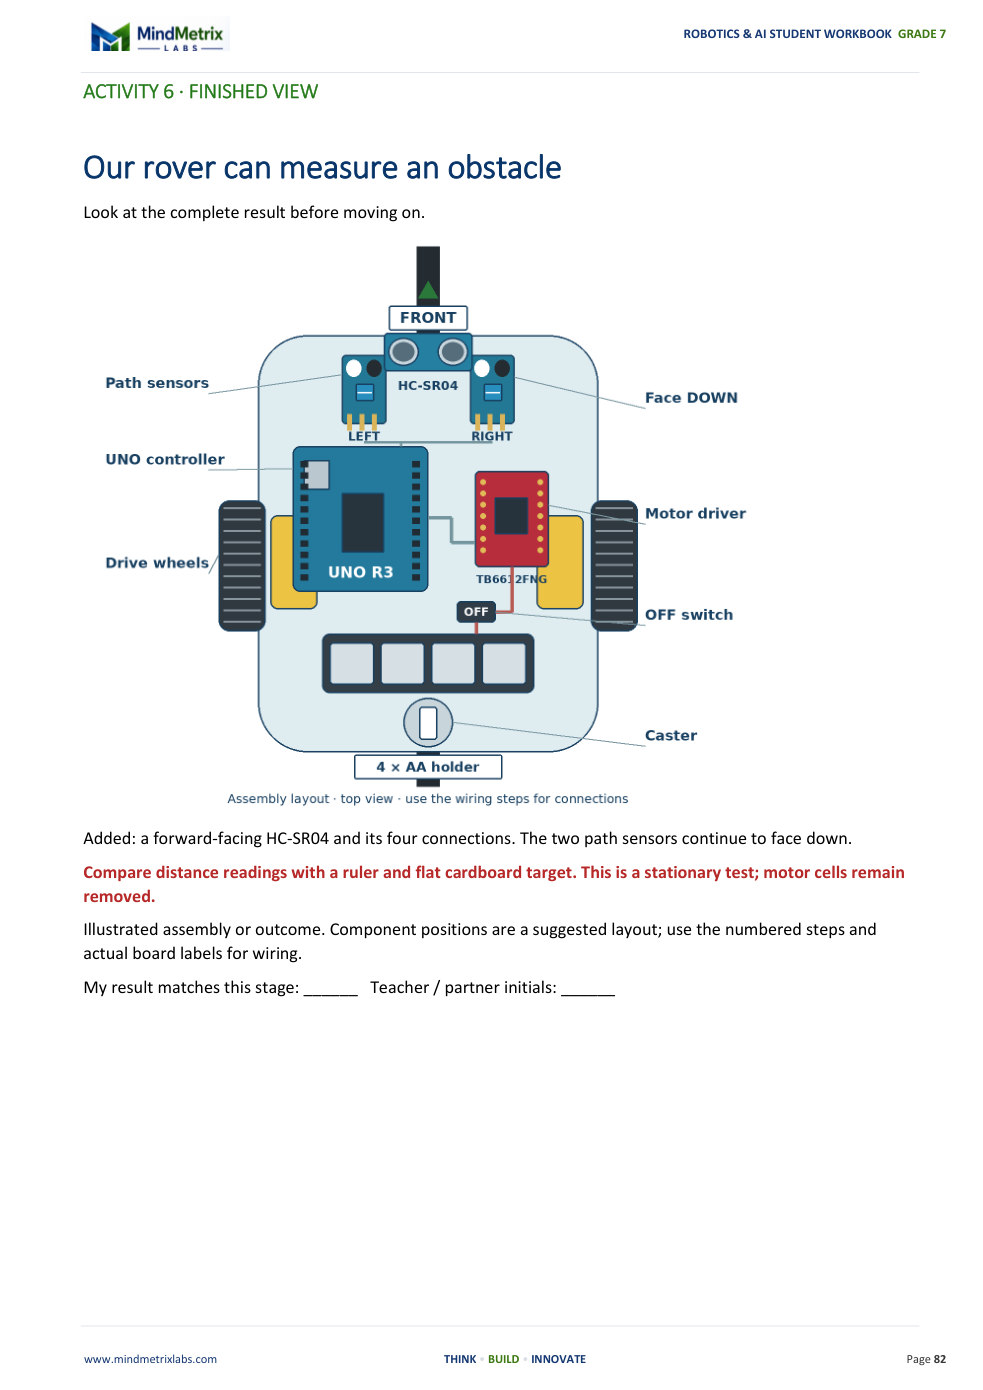 MindMetrix
LABS
ROBOTICS & AI STUDENT WORKBOOK GRADE 7
ACTIVITY 6 · FINISHED VIEW
Our rover can measure an obstacle
Look at the complete result before moving on.
FRONT
HC-SR04
Path sensors
Face DOWN
LEFT
RIGHT
UNO controller
Motor driver
Drive wheels
UNO R3
TB6612FNG
OFF
OFF switch
Caster
4 × AA holder
Assembly layout · top view · use the wiring steps for connections
Added: a forward-facing HC-SR04 and its four connections. The two path sensors continue to face down.
Compare distance readings with a ruler and flat cardboard target. This is a stationary test; motor cells remain
removed.
Illustrated assembly or outcome. Component positions are a suggested layout; use the numbered steps and
actual board labels for wiring.
My result matches this stage: ______ Teacher / partner initials: ______
www.mindmetrixlabs.com
THINK • BUILD • INNOVATE
Page 82